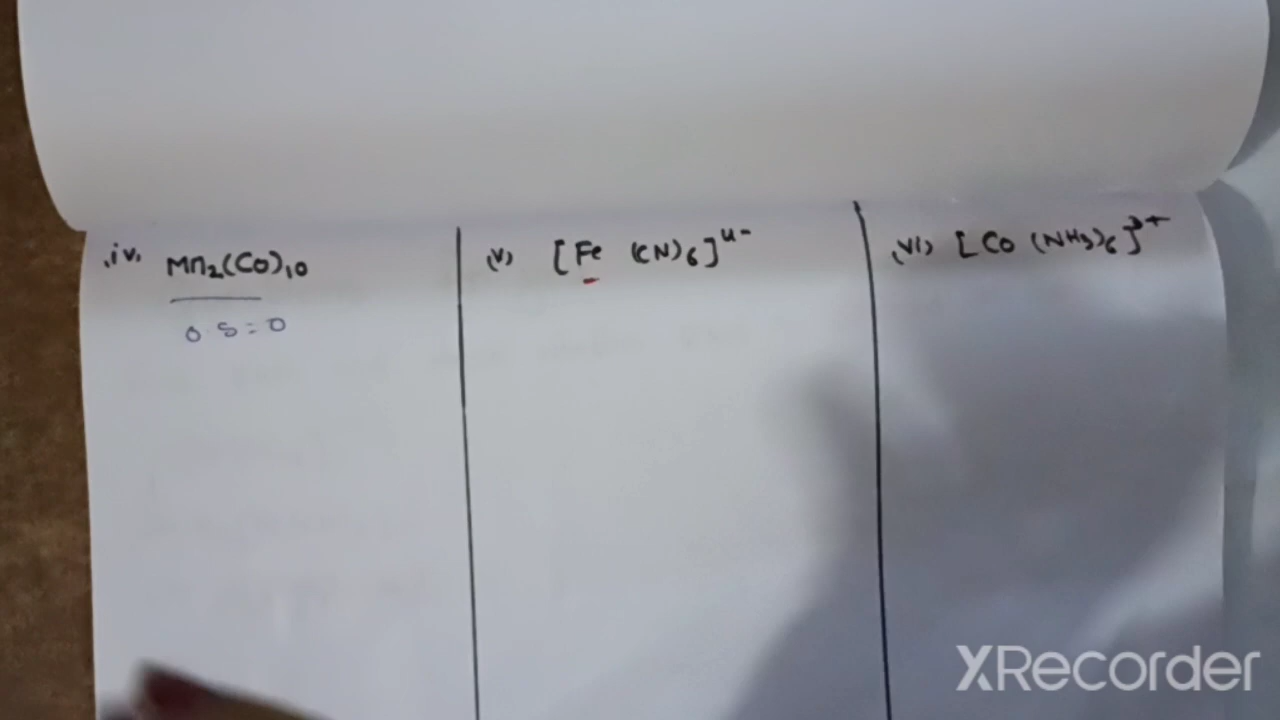 (iv) Mn₂(Co)₁₀
O.S = 0
(v) [Fe (CN)₆]⁴⁻
(vi) [Co (NH₃)₆]³⁺
XRecorder